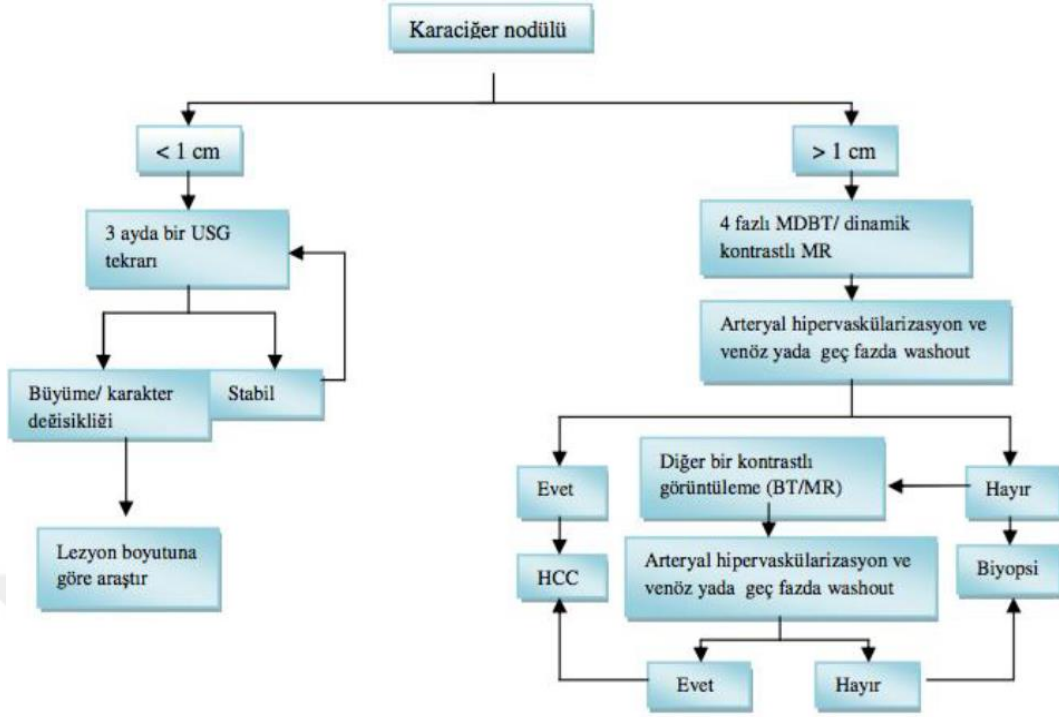 Karaciğer nodülü
< 1 cm
> 1 cm
3 ayda bir USG
tekrarı
4 fazlı MDBT/ dinamik
kontrastlı MR
Arteryal hipervaskülarizasyon ve
venöz yada geç fazda washout
Büyüme/ karakter
değisikliği
Stabil
Lezyon boyutuna
göre araştır
Evet
Diğer bir kontrastlı
görüntüleme (BT/MR)
Hayır
HCC
Arteryal hipervaskülarizasyon ve
venöz yada geç fazda washout
Biyopsi
Evet
Hayır